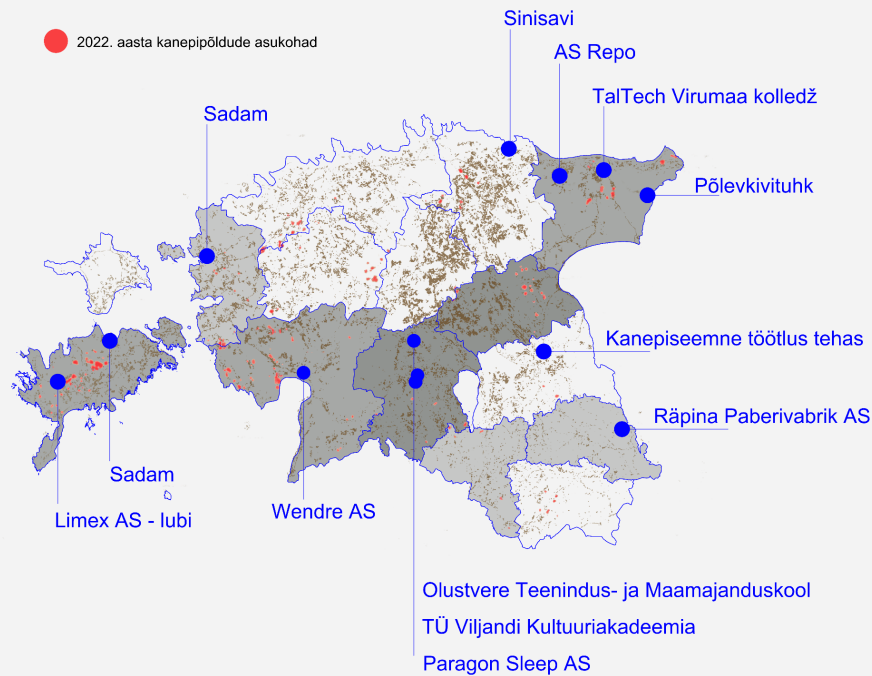 Sinisavi
2022. aasta kanepipõldude asukohad
AS Repo
TalTech Virumaa kolledž
Sadam
Põlevkivituhk
Kanepiseemne töötlus tehas
Räpina Paberivabrik AS
Sadam
Wendre AS
Limex AS - lubi
Olustvere Teenindus- ja Maamajanduskool
TÜ Viljandi Kultuuriakadeemia
Paragon Sleep AS